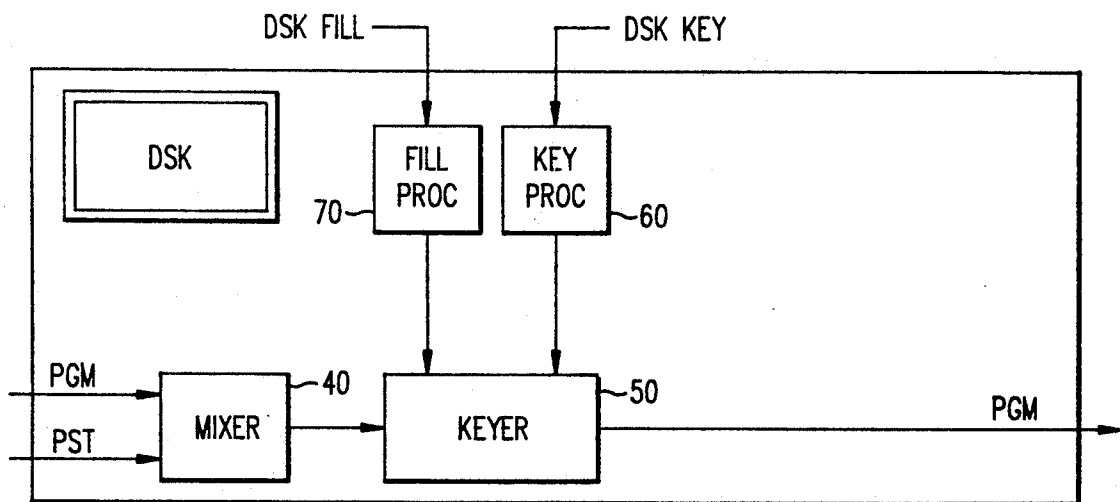 DSK FILL
DSK KEY
DSK
FILL
PROC
70
KEY
PROC
60
PGM
PST
MIXER
40
KEYER
50
PGM